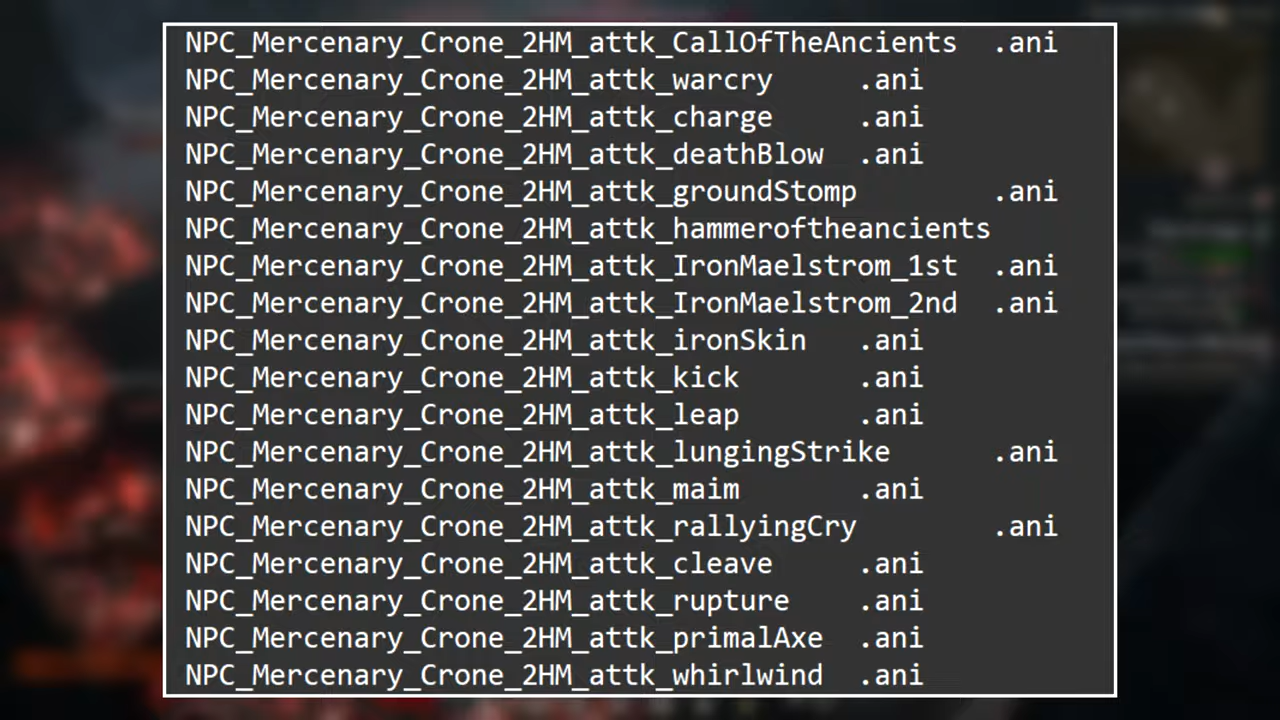 NPC_Mercenary_Crone_2HM_attk_CallOfTheAncients .ani
NPC_Mercenary_Crone_2HM_attk_warcry .ani
NPC_Mercenary_Crone_2HM_attk_charge .ani
NPC_Mercenary_Crone_2HM_attk_deathBlow .ani
NPC_Mercenary_Crone_2HM_attk_groundStomp .ani
NPC_Mercenary_Crone_2HM_attk_hammeroftheancients
NPC_Mercenary_Crone_2HM_attk_IronMaelstrom_1st .ani
NPC_Mercenary_Crone_2HM_attk_IronMaelstrom_2nd .ani
NPC_Mercenary_Crone_2HM_attk_ironSkin .ani
NPC_Mercenary_Crone_2HM_attk_kick .ani
NPC_Mercenary_Crone_2HM_attk_leap .ani
NPC_Mercenary_Crone_2HM_attk_lungingStrike .ani
NPC_Mercenary_Crone_2HM_attk_maim .ani
NPC_Mercenary_Crone_2HM_attk_rallyingCry .ani
NPC_Mercenary_Crone_2HM_attk_cleave .ani
NPC_Mercenary_Crone_2HM_attk_rupture .ani
NPC_Mercenary_Crone_2HM_attk_primalAxe .ani
NPC_Mercenary_Crone_2HM_attk_whirlwind .ani